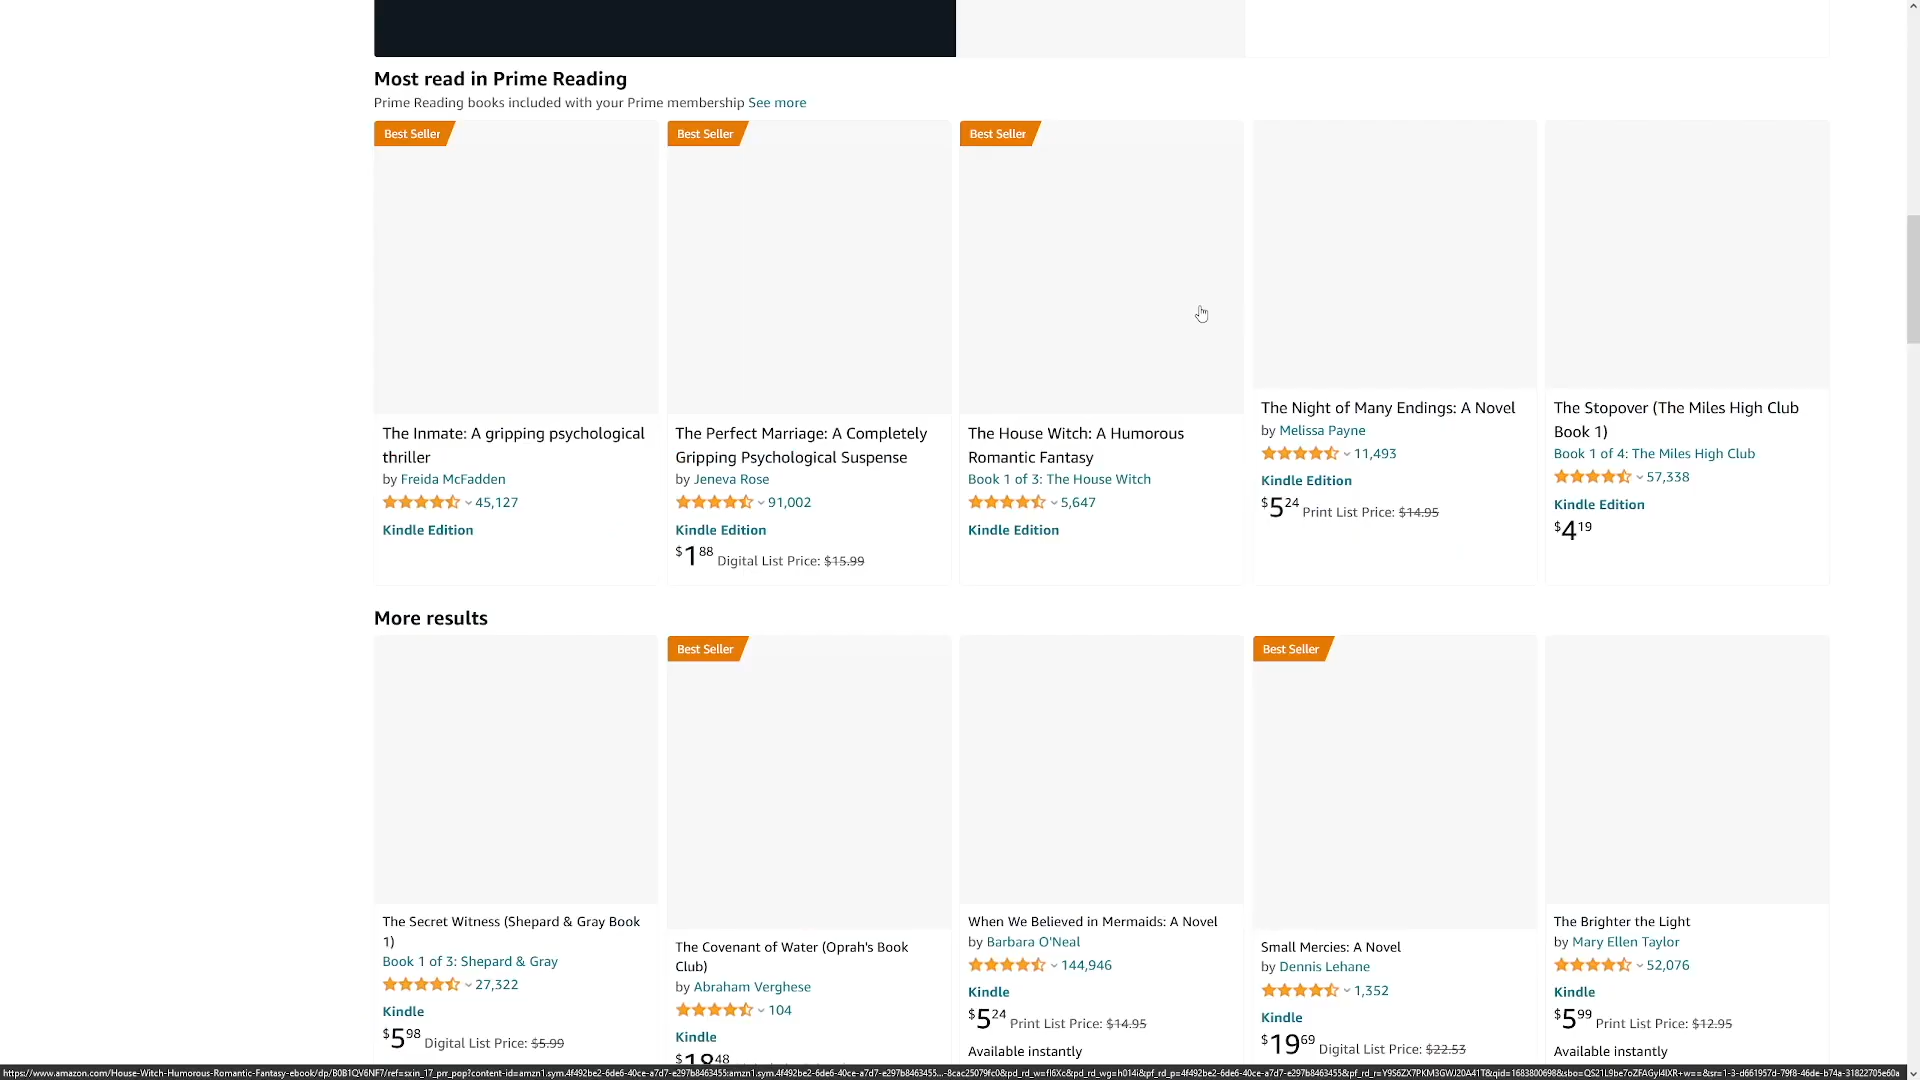 Most read in Prime Reading
Prime Reading books included with your Prime membership See more
Best Seller
Best Seller
Best Seller
The Inmate: A gripping psychological
thriller
by Freida McFadden
45,127
Kindle Edition
The Perfect Marriage: A Completely
Gripping Psychological Suspense
by Jeneva Rose
91,002
Kindle Edition
$1 88 Digital List Price: $15.99
The House Witch: A Humorous
Romantic Fantasy
Book 1 of 3: The House Witch
5,647
Kindle Edition
The Night of Many Endings: A Novel
by Melissa Payne
11,493
Kindle Edition
$5 24 Print List Price: $14.95
The Stopover (The Miles High Club
Book 1)
Book 1 of 4: The Miles High Club
57,338
Kindle Edition
$4 19
More results
Best Seller
Best Seller
The Secret Witness (Shepard & Gray Book
1)
Book 1 of 3: Shepard & Gray
27,322
Kindle
$5 98 Digital List Price: $5.99
The Covenant of Water (Oprah's Book
Club)
by Abraham Verghese
104
Kindle
$18 48
When We Believed in Mermaids: A Novel
by Barbara O'Neal
144,946
Kindle
$5 24 Print List Price: $14.95
Available instantly
Small Mercies: A Novel
by Dennis Lehane
1,352
Kindle
$19 69 Digital List Price: $22.53
The Brighter the Light
by Mary Ellen Taylor
52,076
Kindle
$5 99 Print List Price: $12.95
Available instantly